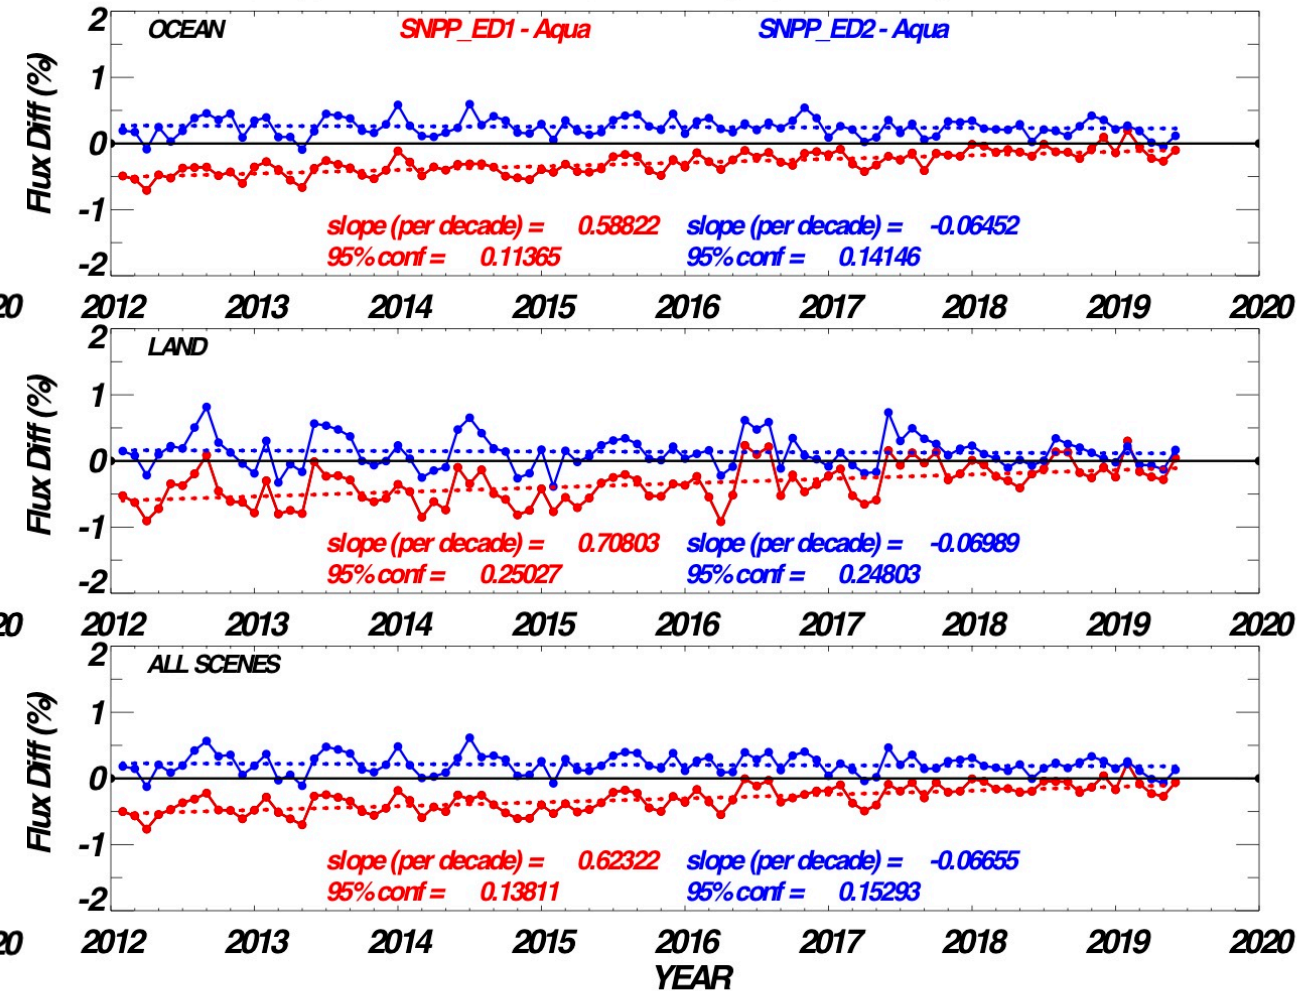 2
OCEAN SNPP_ED1 - Aqua SNPP_ED2 - Aqua
1
Flux Diff (%)
0
-1
slope (per decade) = 0.58822 slope (per decade) = -0.06452
95% conf = 0.11365 95% conf = 0.14146
-2
20 2012 2013 2014 2015 2016 2017 2018 2019 2020
2
LAND
1
Flux Diff (%)
0
-1
slope (per decade) = 0.70803 slope (per decade) = -0.06989
95% conf = 0.25027 95% conf = 0.24803
-2
20 2012 2013 2014 2015 2016 2017 2018 2019 2020
2
ALL SCENES
1
Flux Diff (%)
0
-1
slope (per decade) = 0.62322 slope (per decade) = -0.06655
95% conf = 0.13811 95% conf = 0.15293
-2
20 2012 2013 2014 2015 2016 2017 2018 2019 2020
YEAR